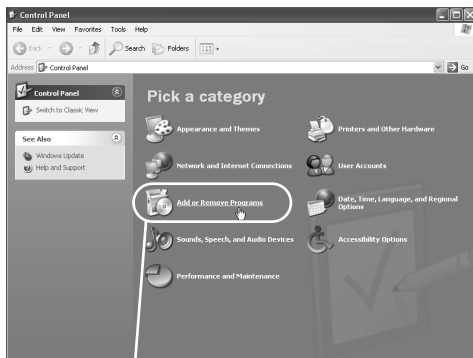 Control Panel
File Edit View Favorites Tools Help
Back Search Folders
Address Control Panel Go
Control Panel
Switch to Classic View
See Also
Windows Update
Help and Support
Pick a category
Appearance and Themes
Printers and Other Hardware
Network and Internet Connections
User Accounts
Add or Remove Programs
Date, Time, Language, and Regional
Options
Sounds, Speech, and Audio Devices
Accessibility Options
Performance and Maintenance